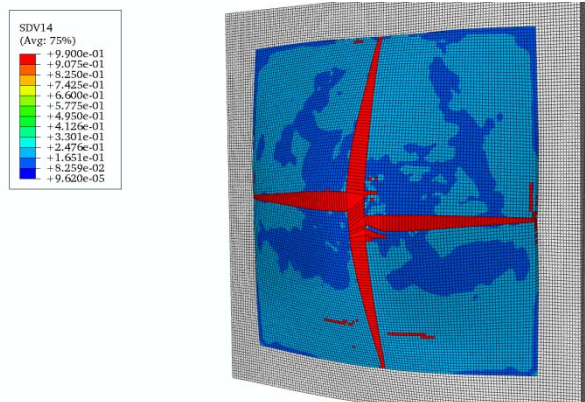 SDV14
(Avg: 75%)
+9.900e-01
+9.075e-01
+8.250e-01
+7.425e-01
+6.600e-01
+5.775e-01
+4.950e-01
+4.126e-01
+3.301e-01
+2.476e-01
+1.651e-01
+8.259e-02
+9.620e-05